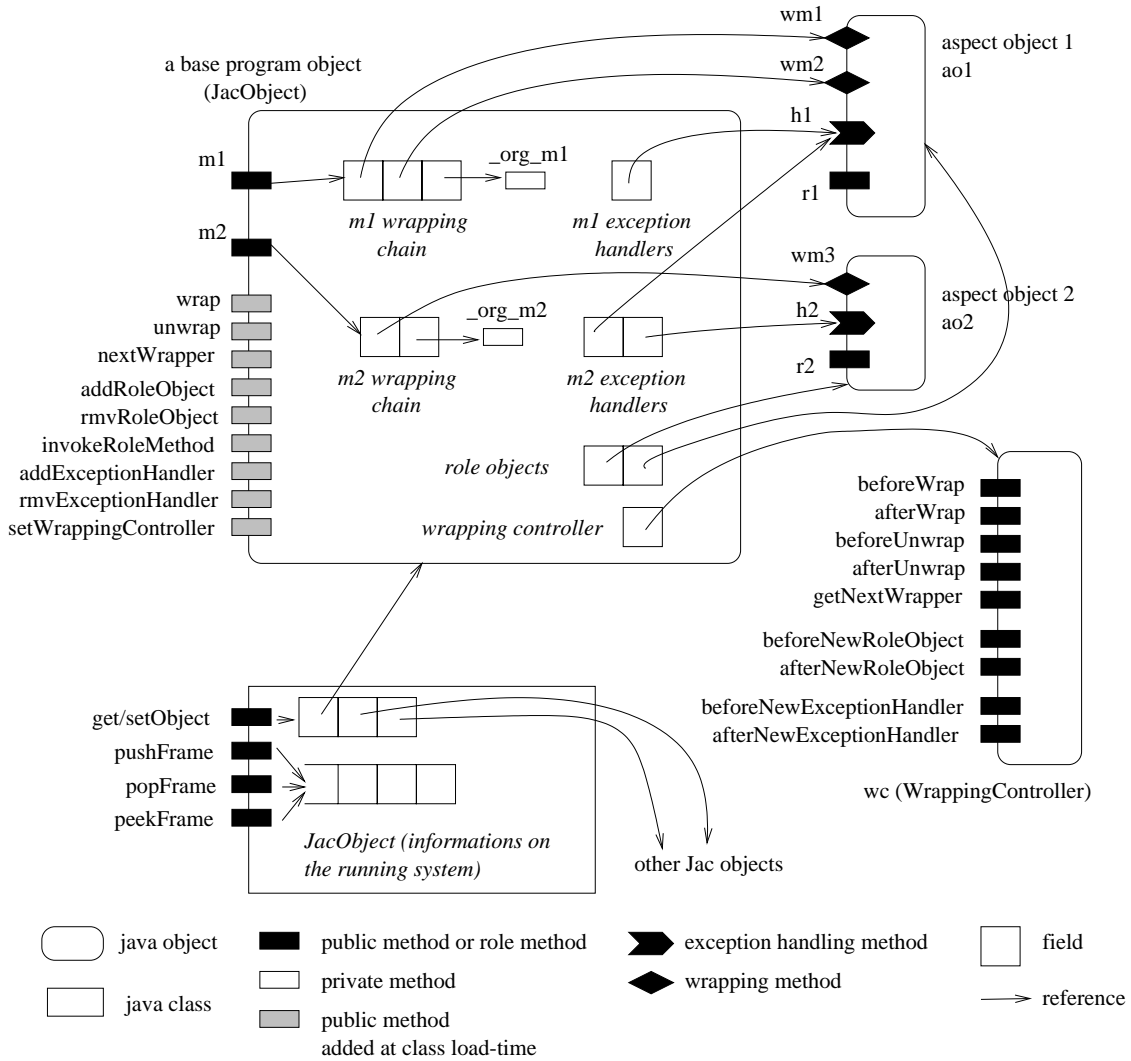 wm1
aspect object 1
ao1
wm2
a base program object
(JacObject)
h1
m1
_org_m1
r1
m1 wrapping
chain
m1 exception
handlers
m2
wm3
wrap
aspect object 2
ao2
unwrap
_org_m2
h2
nextWrapper
r2
addRoleObject
m2 wrapping
chain
m2 exception
handlers
rmvRoleObject
invokeRoleMethod
addExceptionHandler
role objects
rmvExceptionHandler
setWrappingController
wrapping controller
beforeWrap
afterWrap
beforeUnwrap
afterUnwrap
getNextWrapper
beforeNewRoleObject
afterNewRoleObject
beforeNewExceptionHandler
afterNewExceptionHandler
wc (WrappingController)
get/setObject
pushFrame
popFrame
peekFrame
JacObject (informations on
the running system)
other Jac objects
java object
public method or role method
exception handling method
field
java class
private method
wrapping method
reference
public method
added at class load-time